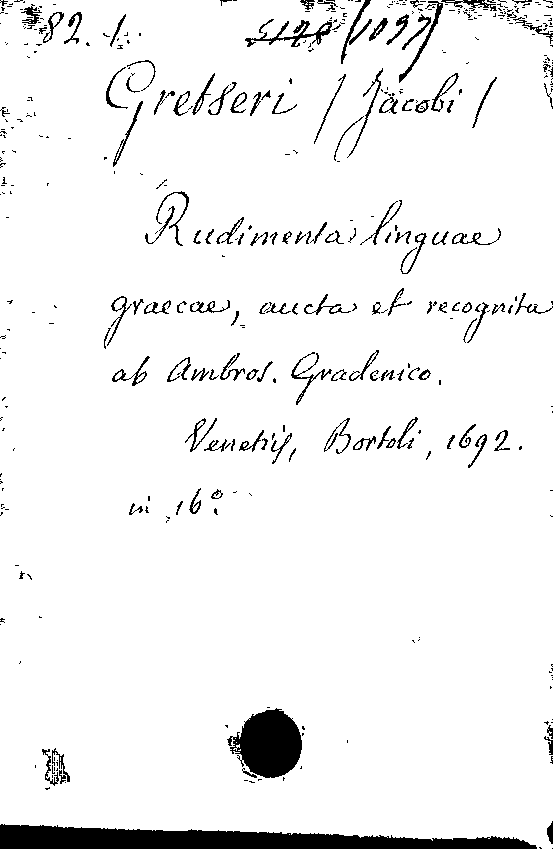 82. 1. 5128 (1097)
Gretseri / Jacobi /
Rudimenta linguae
graecae, aucta et recognita
ab Ambros. Gradenico.
Venetiis, Bortoli, 1692.
in 16°.